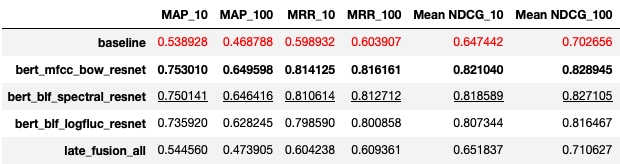 MAP_10 MAP_100 MRR_10 MRR_100 Mean NDCG_10 Mean NDCG_100
baseline 0.538928 0.468788 0.598932 0.603907 0.647442 0.702656
bert_mfcc_bow_resnet 0.753010 0.649598 0.814125 0.816161 0.821040 0.828945
bert_blf_spectral_resnet 0.750141 0.646416 0.810614 0.812712 0.818589 0.827105
bert_blf_logfluc_resnet 0.735920 0.628245 0.798590 0.800858 0.807344 0.816467
late_fusion_all 0.544560 0.473905 0.604238 0.609361 0.651837 0.710627